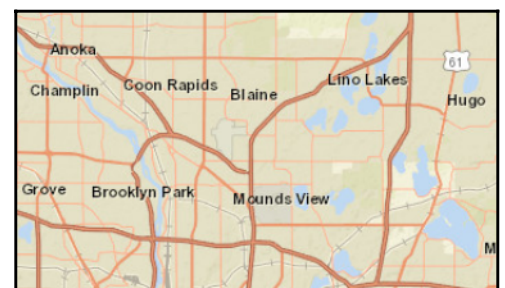 Anoka
61
Lino Lakes
Coon Rapids
Champlin
Blaine
Hugo
Grove
Brooklyn Park
Mounds View
M